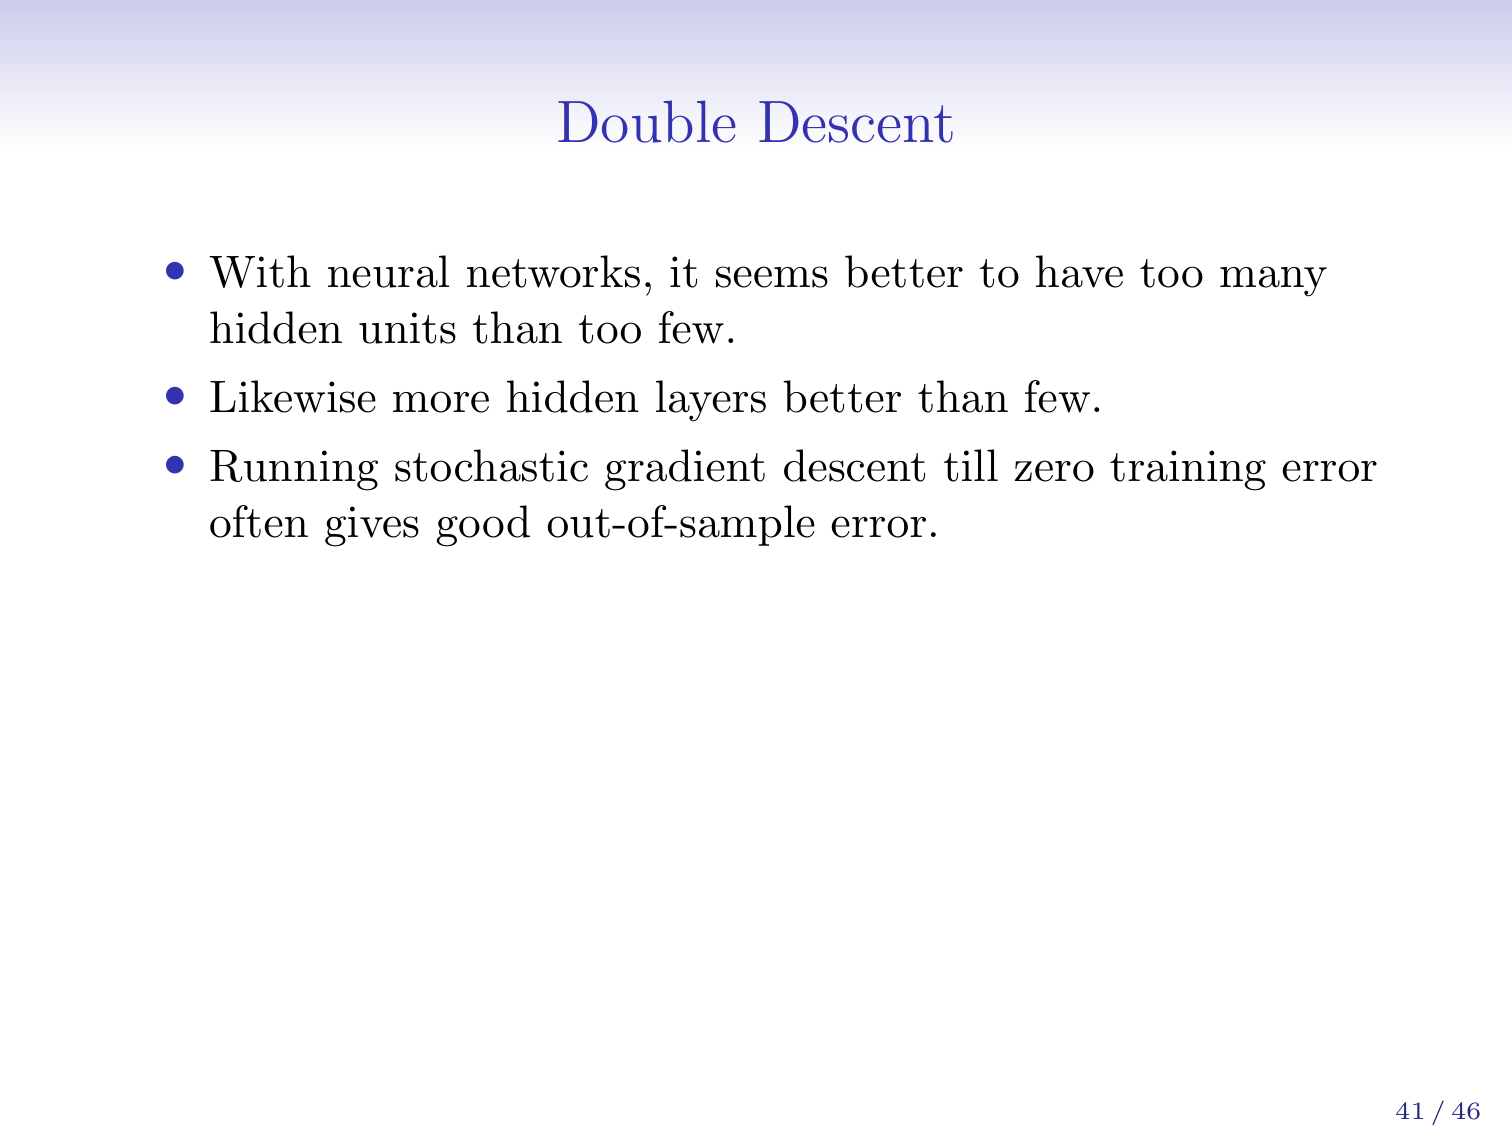 Double Descent
• With neural networks, it seems better to have too many
hidden units than too few.
• Likewise more hidden layers better than few.
• Running stochastic gradient descent till zero training error
often gives good out-of-sample error.
41 / 46